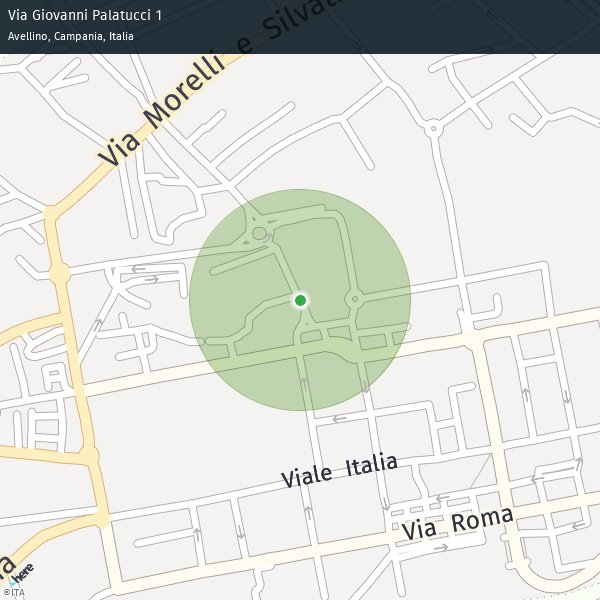 Via Giovanni Palatucci 1
Avellino, Campania, Italia
Via Morelli e Silvati
Viale Italia
Via Roma
here
©ITA